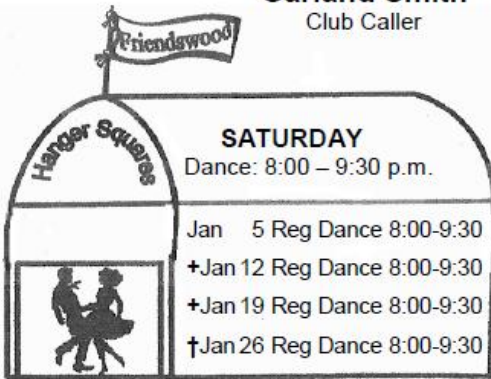 Club Caller
Friendswood
Hanger Squares
SATURDAY
Dance: 8:00 – 9:30 p.m.
Jan 5 Reg Dance 8:00-9:30
+Jan 12 Reg Dance 8:00-9:30
+Jan 19 Reg Dance 8:00-9:30
†Jan 26 Reg Dance 8:00-9:30